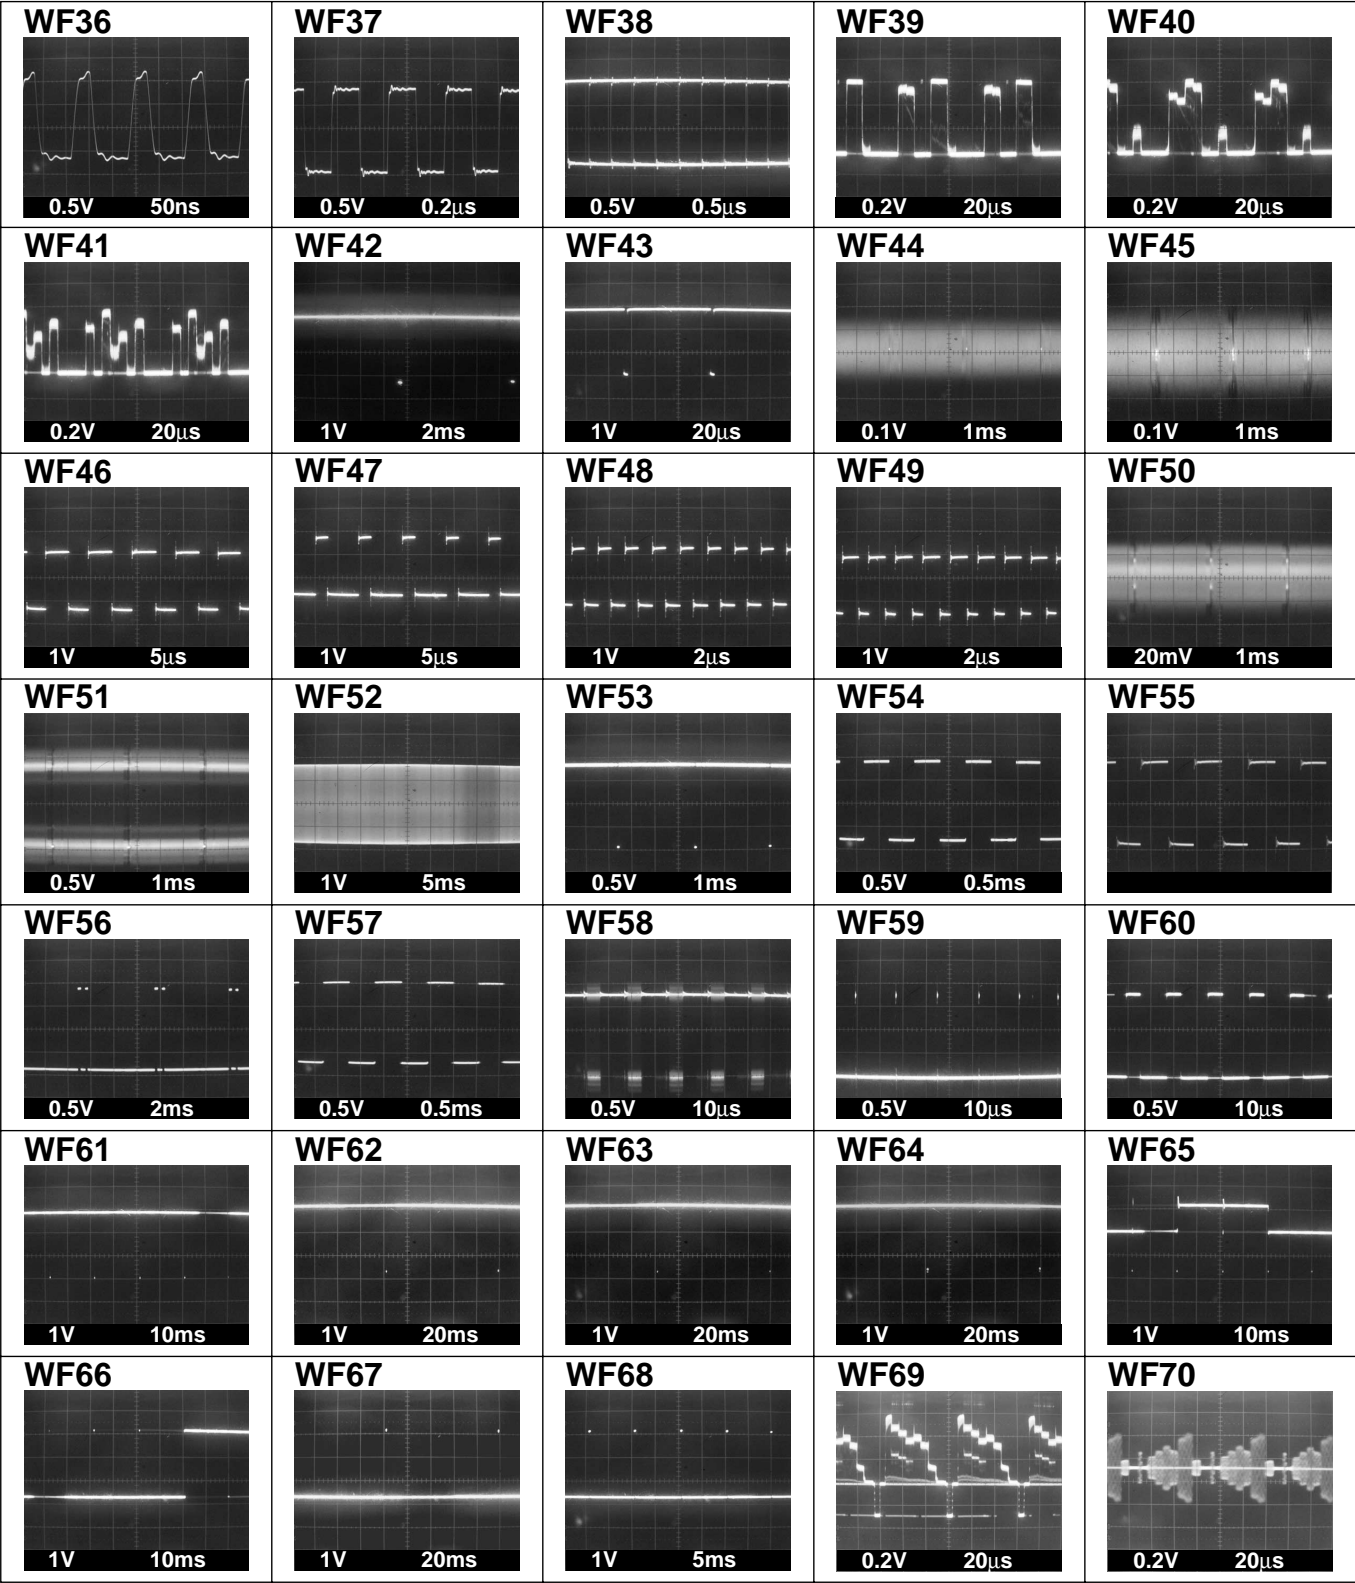 WF36 WF37 WF38 WF39 WF40
0.5V 50ns 0.5V 0.2μs 0.5V 0.5μs 0.2V 20μs 0.2V 20μs
WF41 WF42 WF43 WF44 WF45
0.2V 20μs 1V 2ms 1V 20μs 0.1V 1ms 0.1V 1ms
WF46 WF47 WF48 WF49 WF50
1V 5μs 1V 5μs 1V 2μs 1V 2μs 20mV 1ms
WF51 WF52 WF53 WF54 WF55
0.5V 1ms 1V 5ms 0.5V 1ms 0.5V 0.5ms
WF56 WF57 WF58 WF59 WF60
0.5V 2ms 0.5V 0.5ms 0.5V 10μs 0.5V 10μs 0.5V 10μs
WF61 WF62 WF63 WF64 WF65
1V 10ms 1V 20ms 1V 20ms 1V 20ms 1V 10ms
WF66 WF67 WF68 WF69 WF70
1V 10ms 1V 20ms 1V 5ms 0.2V 20μs 0.2V 20μs